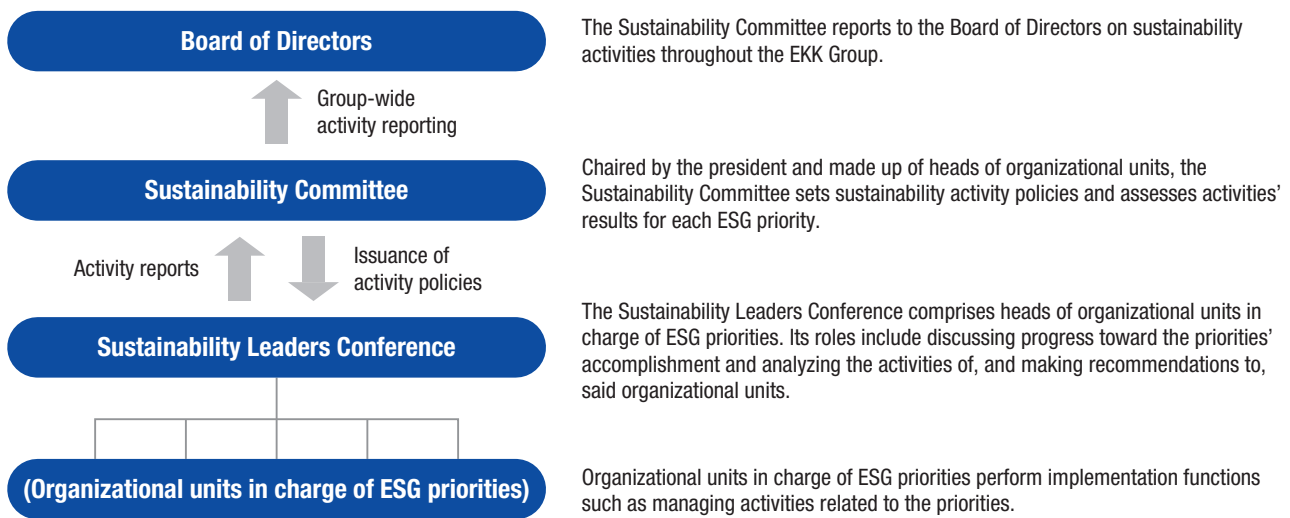 Board of Directors
The Sustainability Committee reports to the Board of Directors on sustainability
activities throughout the EKK Group.
Group-wide
activity reporting
Sustainability Committee
Chaired by the president and made up of heads of organizational units, the
Sustainability Committee sets sustainability activity policies and assesses activities’
results for each ESG priority.
Activity reports
Issuance of
activity policies
Sustainability Leaders Conference
The Sustainability Leaders Conference comprises heads of organizational units in
charge of ESG priorities. Its roles include discussing progress toward the priorities’
accomplishment and analyzing the activities of, and making recommendations to,
said organizational units.
(Organizational units in charge of ESG priorities)
Organizational units in charge of ESG priorities perform implementation functions
such as managing activities related to the priorities.